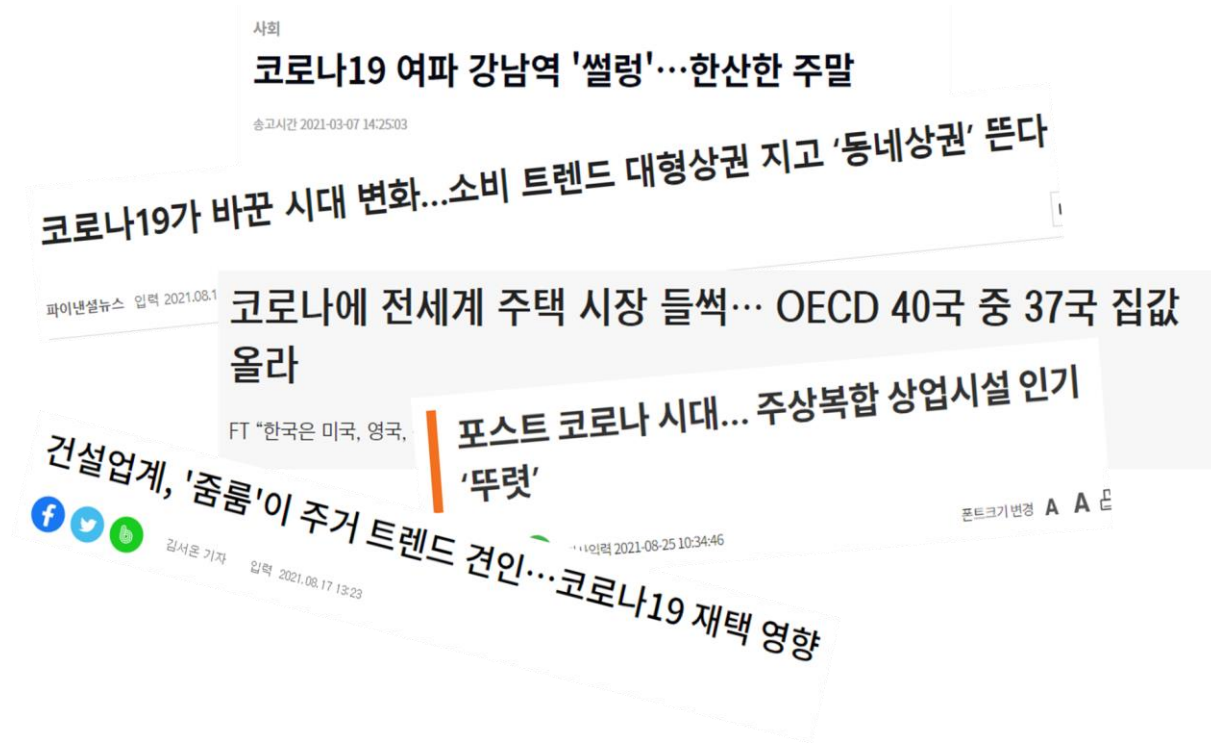 사회
코로나19 여파 강남역 '썰렁'…한산한 주말
송고시간 2021-03-07 14:25:03
코로나19가 바꾼 시대 변화...소비 트렌드 대형상권 지고 ‘동네상권’ 뜬다
파이낸셜뉴스 입력 2021.08.1
코로나에 전세계 주택 시장 들썩… OECD 40국 중 37국 집값
올라
FT “한국은 미국, 영국,
포스트 코로나 시대... 주상복합 상업시설 인기
‘뚜렷’
입력 2021-08-25 10:34:46
폰트크기변경 A A
건설업계, '줌룸'이 주거 트렌드 견인…코로나19 재택 영향
김서온 기자 입력 2021.08.17 13:23